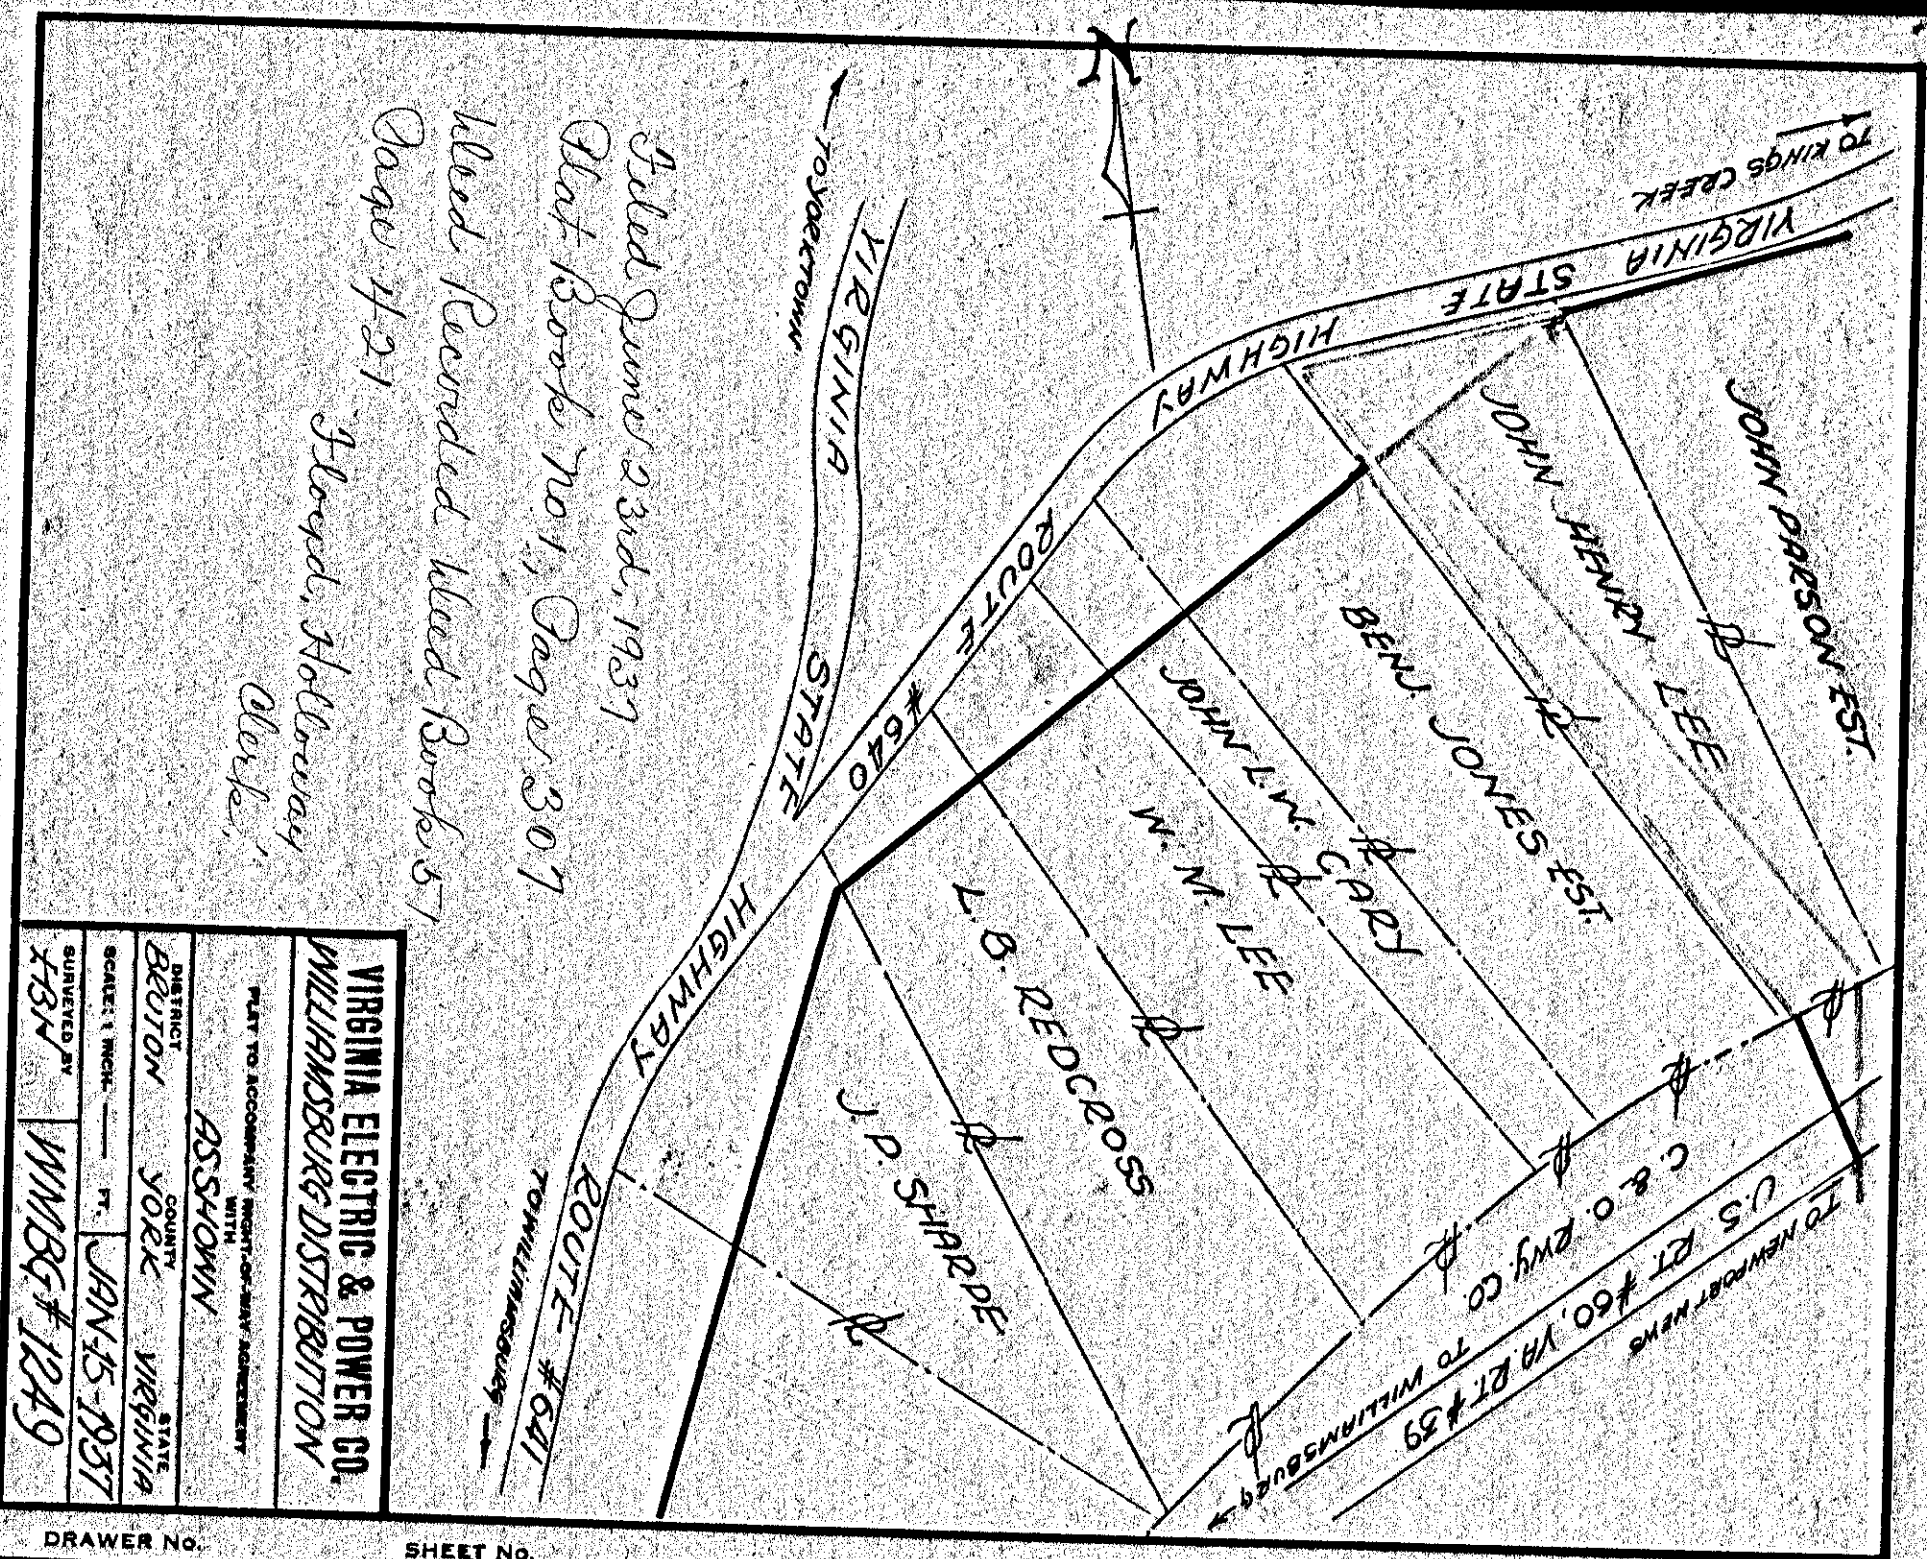 TO KINGS CREEK
VIRGINIA STATE HIGHWAY ROUTE #640
TO YORKTOWN
VIRGINIA STATE HIGHWAY ROUTE - #641
TO WILLIAMSBURG
N
JOHN PARSON EST.
JOHN HENRY LEE
BENJ. JONES EST.
JOHN L.W. CARY
W. M. LEE
L. B. REDCROSS
J. P. SHARPE
C. & O. RWY. CO.
U.S. RT. #60, VA. RT. #39
TO NEWPORT NEWS
TO WILLIAMSBURG
Filed June 23rd, 1937
Plat Book No 1, Page 307
Deed Recorded Deed Book 57
Page 421
Floyd Holloway
Clerk,
VIRGINIA ELECTRIC & POWER CO.
WILLIAMSBURG DISTRIBUTION
PLAT TO ACCOMPANY RIGHT-OF-WAY AGREEMENT
WITH
AS SHOWN
DISTRICT COUNTY STATE
BRUTON YORK VIRGINIA
SCALE: 1 INCH — FT. JAN-15-1937
SURVEYED BY
WMBG# 1249
DRAWER No.
SHEET No.